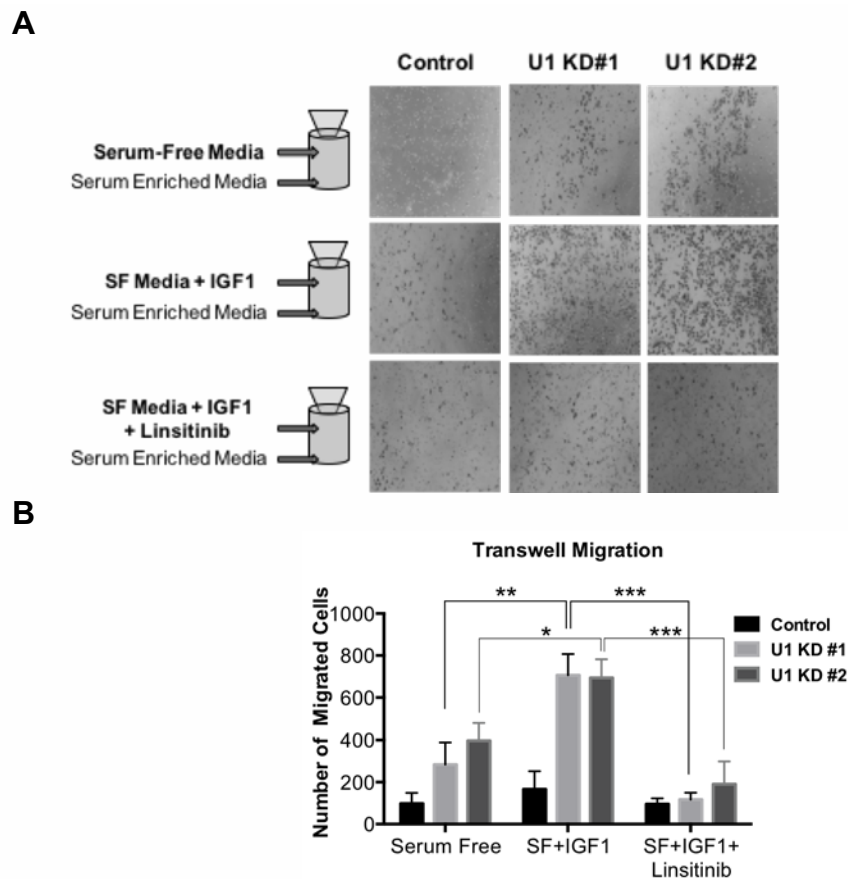 A
Control U1 KD#1 U1 KD#2
Serum-Free Media
Serum Enriched Media
SF Media + IGF1
Serum Enriched Media
SF Media + IGF1
+ Linsitinib
Serum Enriched Media
B
Transwell Migration
Number of Migrated Cells
1000
800
600
400
200
0
** ***
* ***
Control
U1 KD #1
U1 KD #2
Serum Free SF+IGF1 SF+IGF1+
Linsitinib